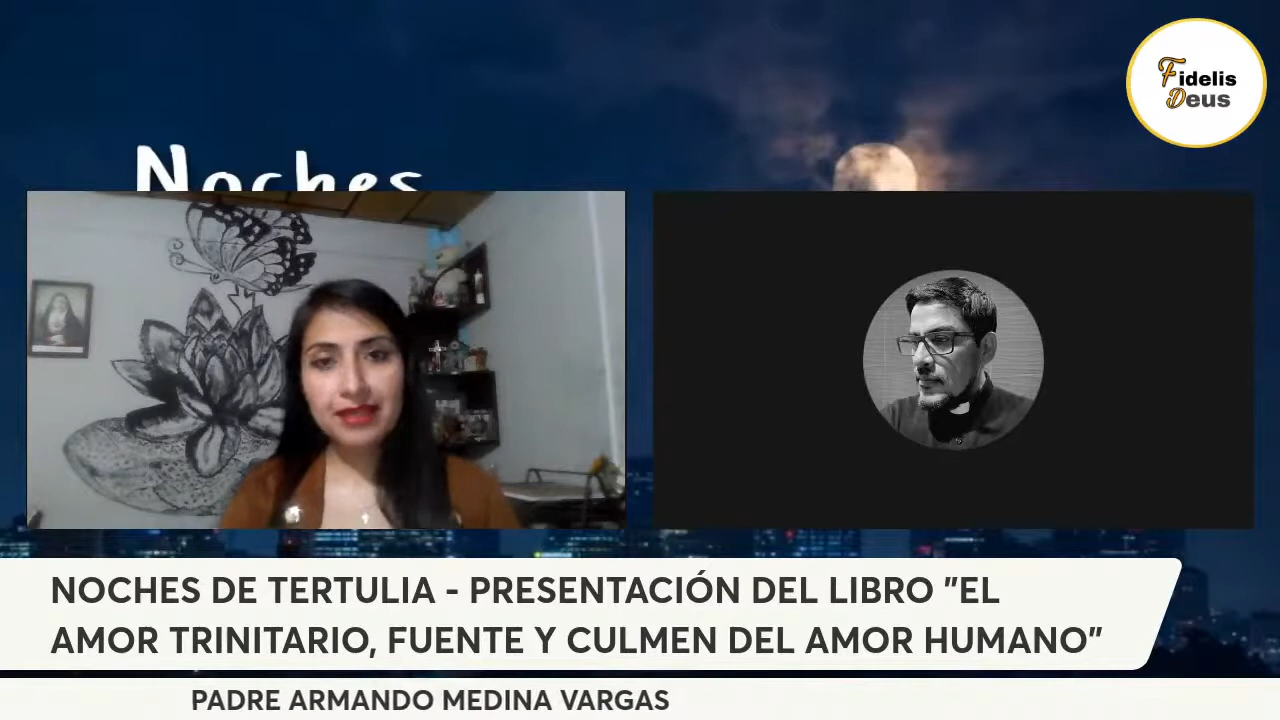 Fidelis
Deus
Noches
NOCHES DE TERTULIA - PRESENTACIÓN DEL LIBRO "EL
AMOR TRINITARIO, FUENTE Y CULMEN DEL AMOR HUMANO"
PADRE ARMANDO MEDINA VARGAS